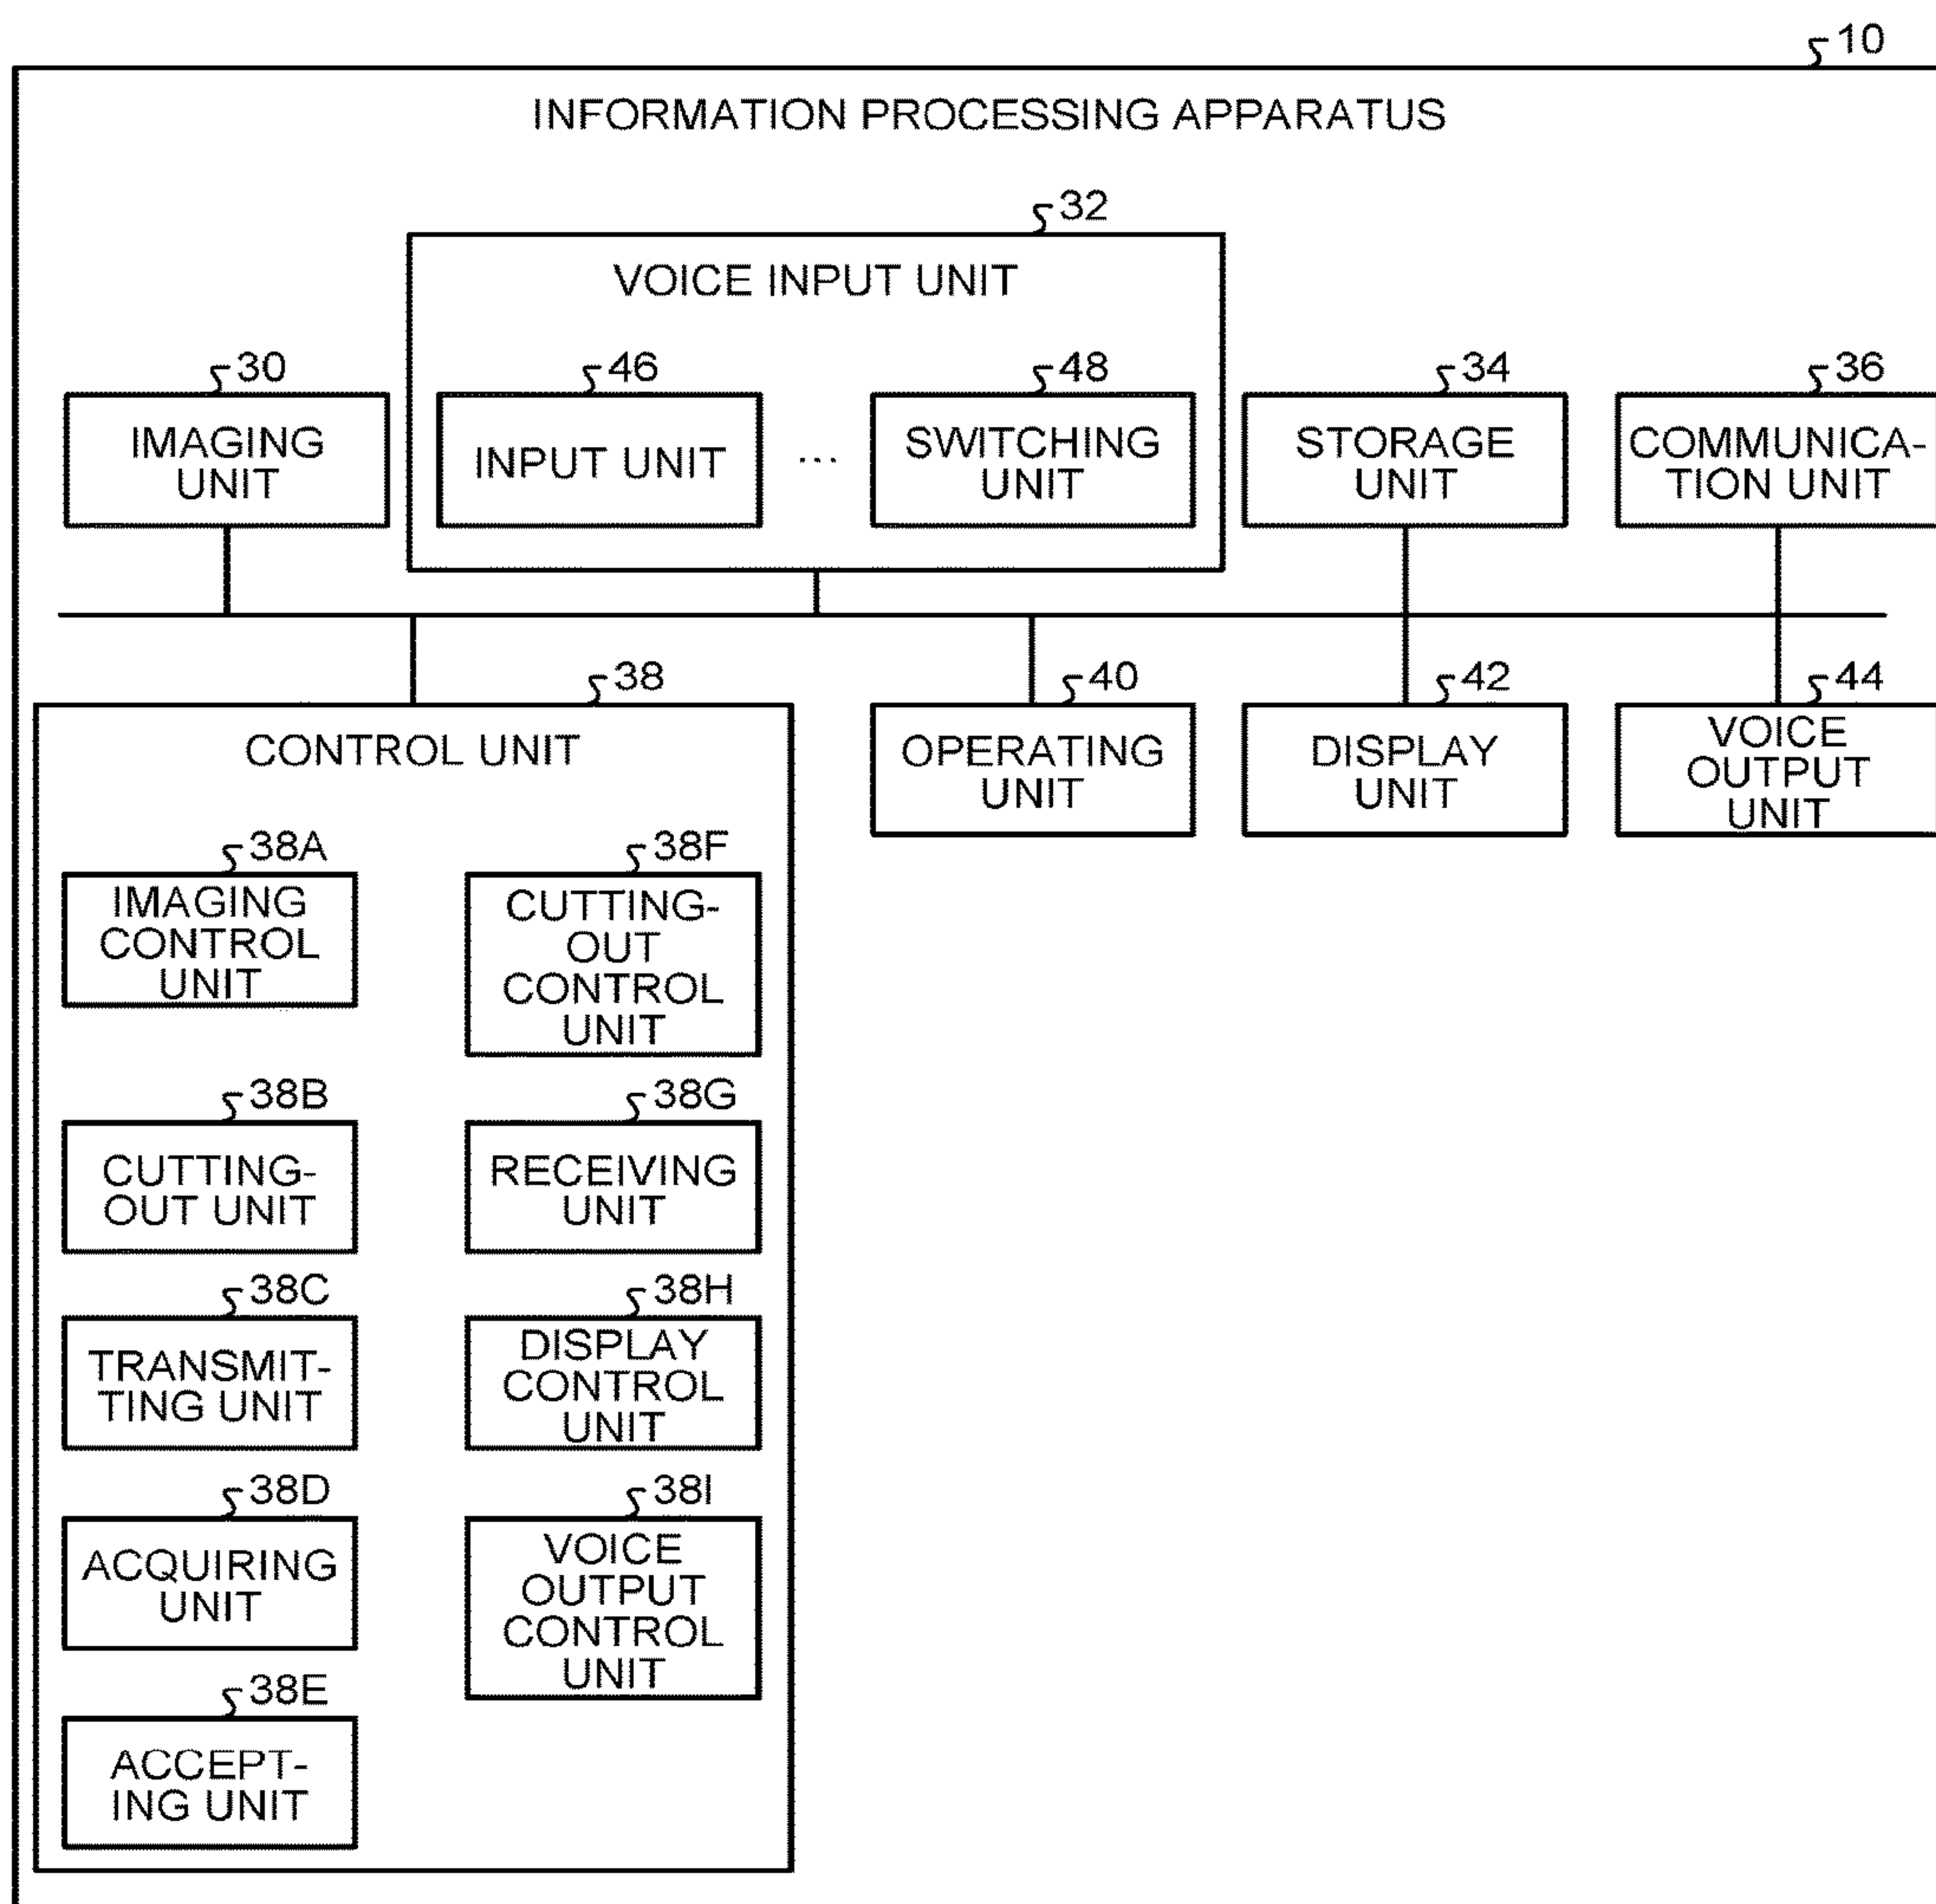 10
INFORMATION PROCESSING APPARATUS
32
VOICE INPUT UNIT
30
IMAGING
UNIT
46
INPUT UNIT
...
48
SWITCHING
UNIT
34
STORAGE
UNIT
36
COMMUNICA-
TION UNIT
38
CONTROL UNIT
40
OPERATING
UNIT
42
DISPLAY
UNIT
44
VOICE
OUTPUT
UNIT
38A
IMAGING
CONTROL
UNIT
38F
CUTTING-
OUT
CONTROL
UNIT
38B
CUTTING-
OUT UNIT
38G
RECEIVING
UNIT
38C
TRANSMIT-
TING UNIT
38H
DISPLAY
CONTROL
UNIT
38D
ACQUIRING
UNIT
38I
VOICE
OUTPUT
CONTROL
UNIT
38E
ACCEPT-
ING UNIT